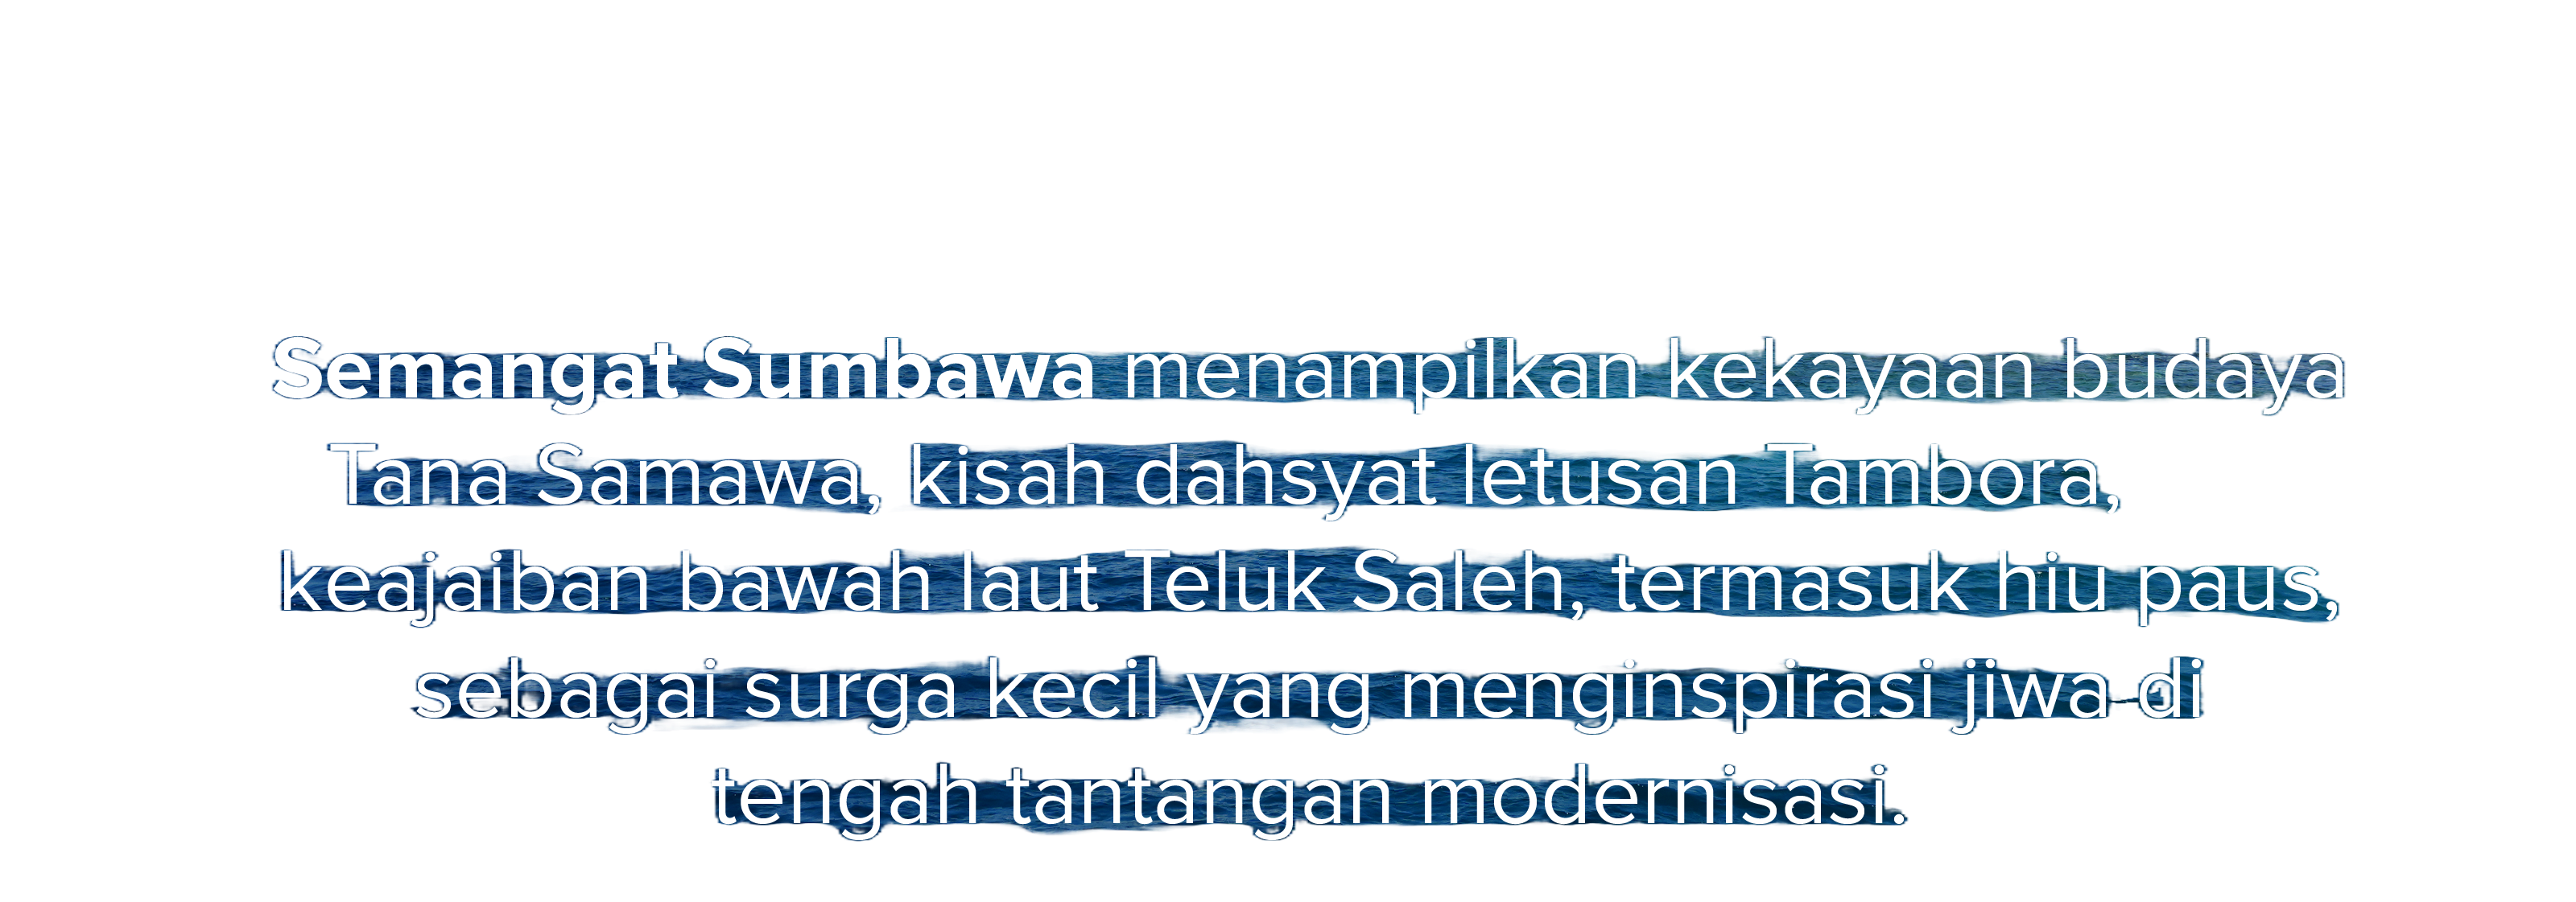 Semangat Sumbawa menampilkan kekayaan budaya
Tana Samawa, kisah dahsyat letusan Tambora,
keajaiban bawah laut Teluk Saleh, termasuk hiu paus,
sebagai surga kecil yang menginspirasi jiwa di
tengah tantangan modernisasi.